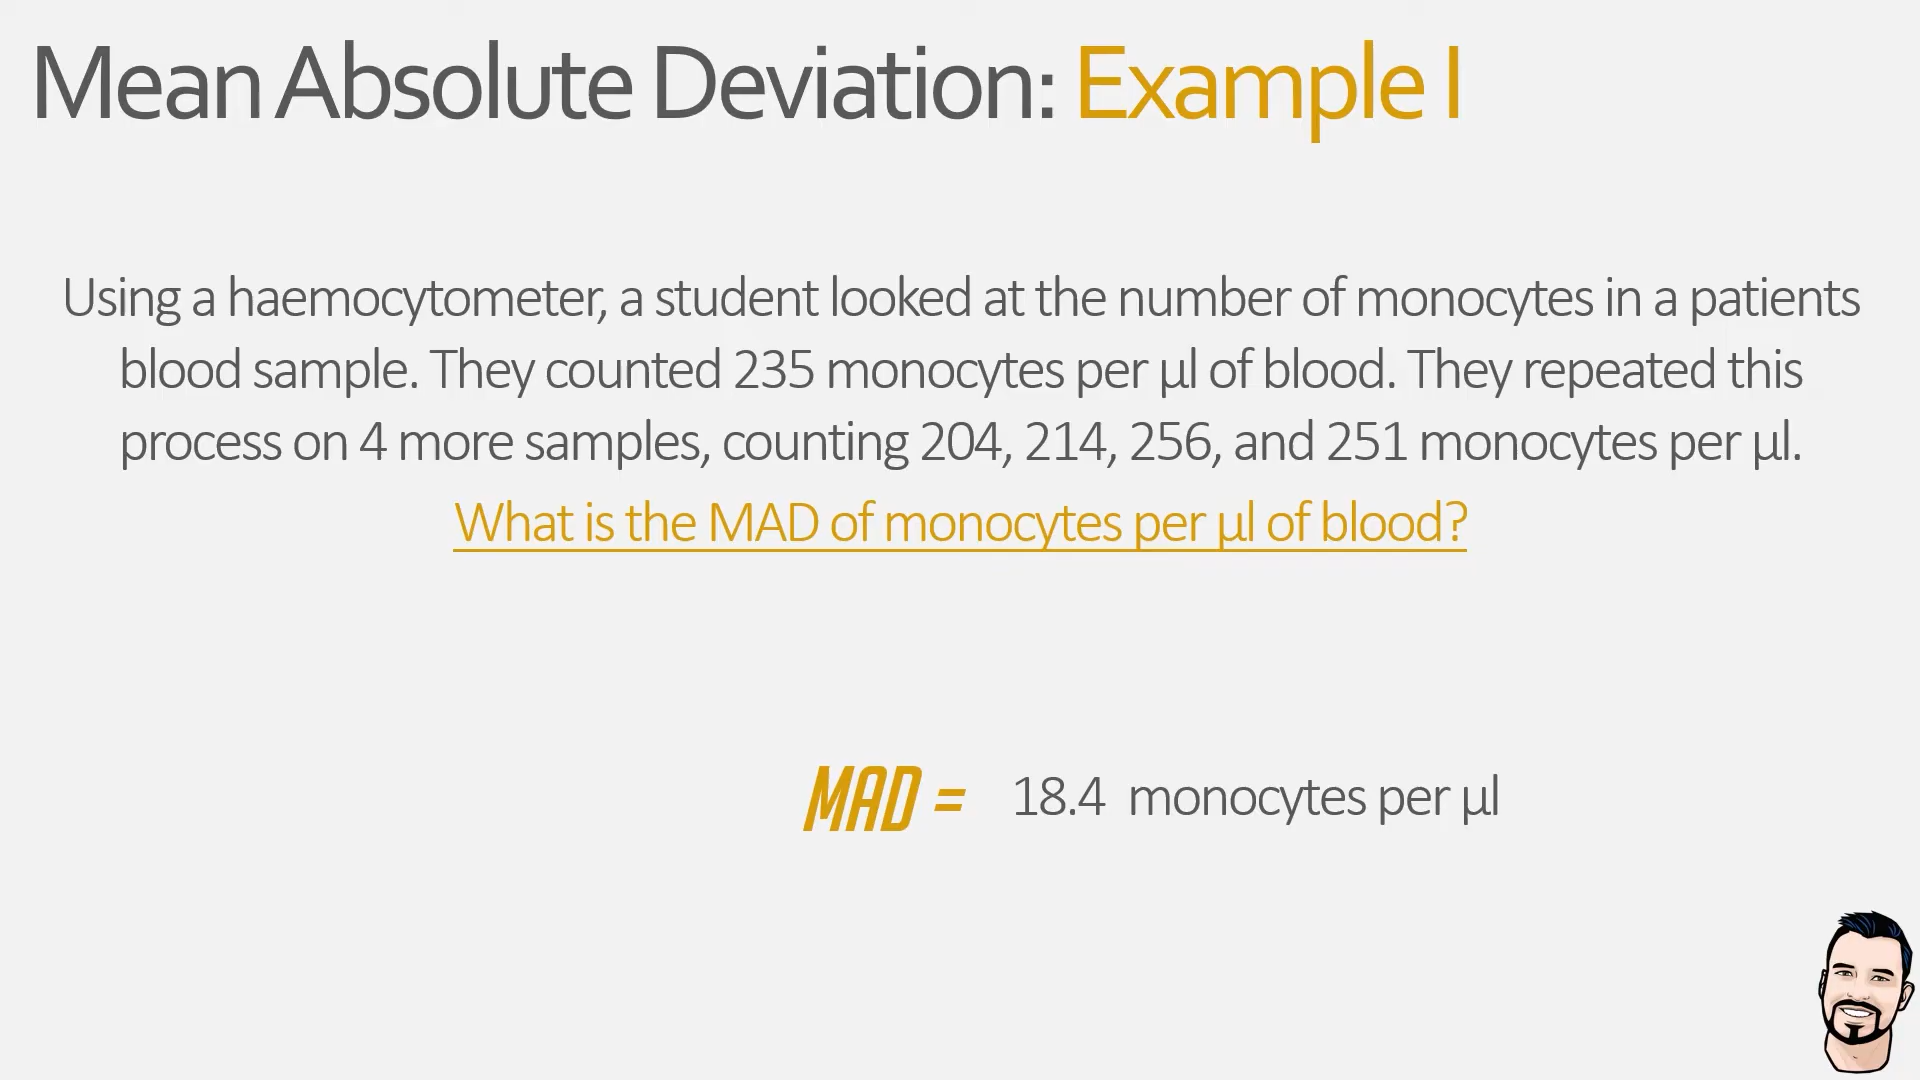 Mean Absolute Deviation: Example I
Using a haemocytometer, a student looked at the number of monocytes in a patients
blood sample. They counted 235 monocytes per µl of blood. They repeated this
process on 4 more samples, counting 204, 214, 256, and 251 monocytes per µl.
What is the MAD of monocytes per µl of blood?
MAD = 18.4 monocytes per µl